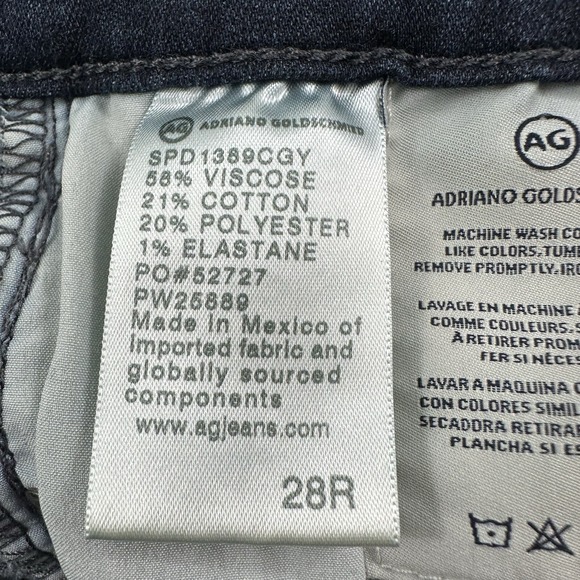 AG ADRIANO GOLDSCHMIED
SPD1389CGY
58% VISCOSE
21% COTTON
20% POLYESTER
1% ELASTANE
PO#52727
PW25889
Made in Mexico of
imported fabric and
globally sourced
components
www.agjeans.com
28R
AG
ADRIANO GOLDS
MACHINE WASH CO
LIKE COLORS. TUM
REMOVE PROMPTLY. IRO
LAVAGE EN MACHINE À
COMME COULEURS. S
À RETIRER PROM
FER SI NÉCES
LAVAR A MAQUINA C
CON COLORES SIMIL
SECADORA RETIRAR
PLANCHA SI ES